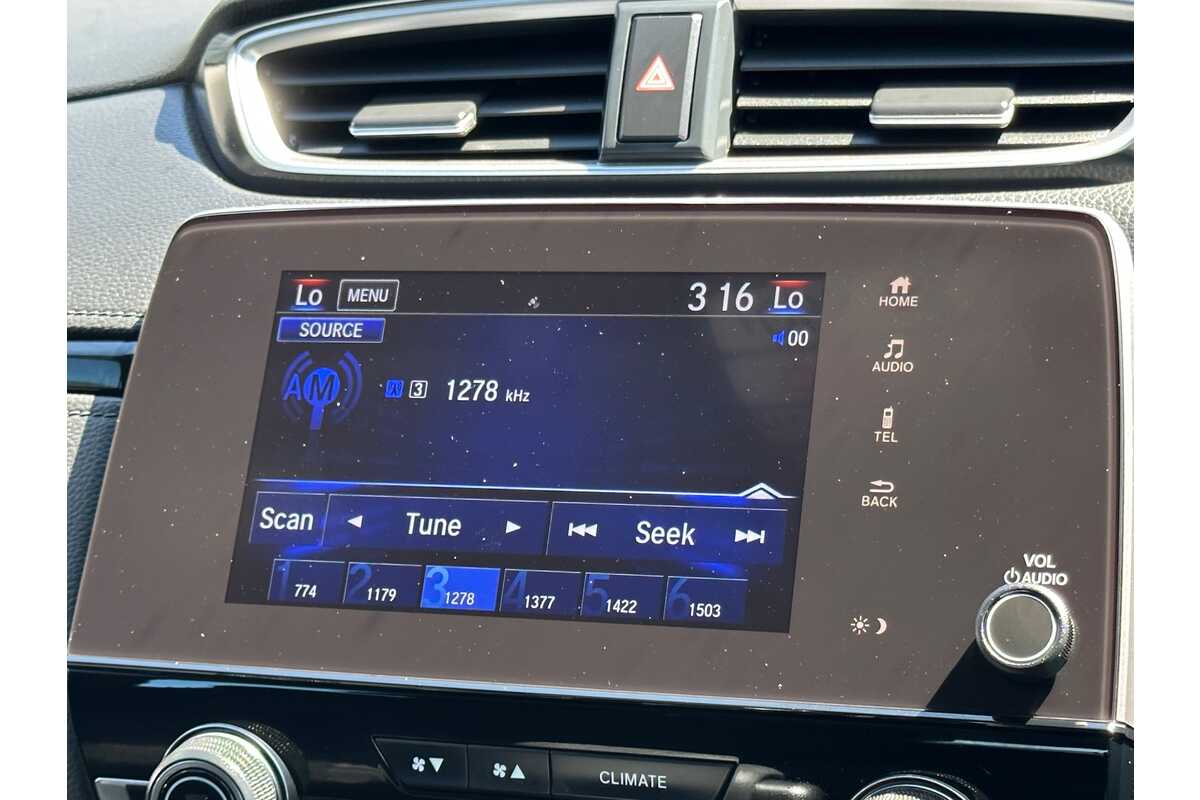 Lo MENU 3 16 Lo
SOURCE 00
AM 3 1278 kHz
Scan Tune Seek
1 774 2 1179 3 1278 4 1377 5 1422 6 1503
HOME
AUDIO
TEL
BACK
VOL
AUDIO
CLIMATE